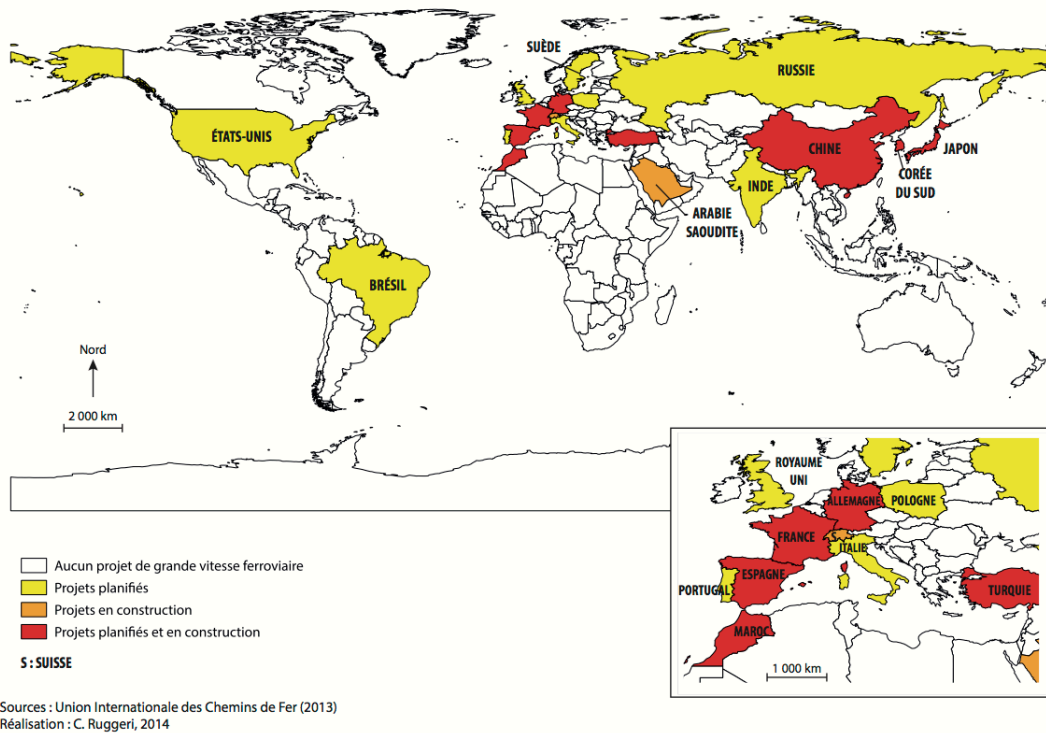 SUÈDE
RUSSIE
ÉTATS-UNIS
CHINE
JAPON
CORÉE
DU SUD
INDE
ARABIE
SAOUDITE
BRÉSIL
Nord
2 000 km
ROYAUME
UNI
ALLEMAGNE
POLOGNE
FRANCE
S
ITALIE
ESPAGNE
PORTUGAL
TURQUIE
MAROC
1 000 km
Aucun projet de grande vitesse ferroviaire
Projets planifiés
Projets en construction
Projets planifiés et en construction
S : SUISSE
Sources : Union Internationale des Chemins de Fer (2013)
Réalisation : C. Ruggeri, 2014